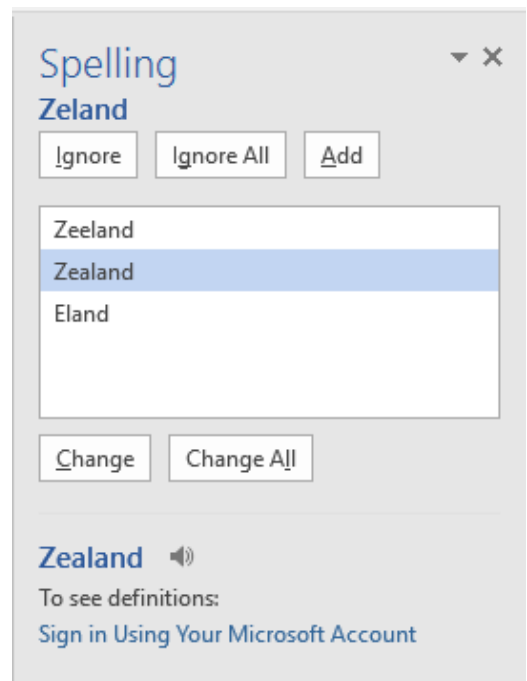 Spelling
Zeland
Ignore Ignore All Add
Zeeland
Zealand
Eland
Change Change All
Zealand
To see definitions:
Sign in Using Your Microsoft Account